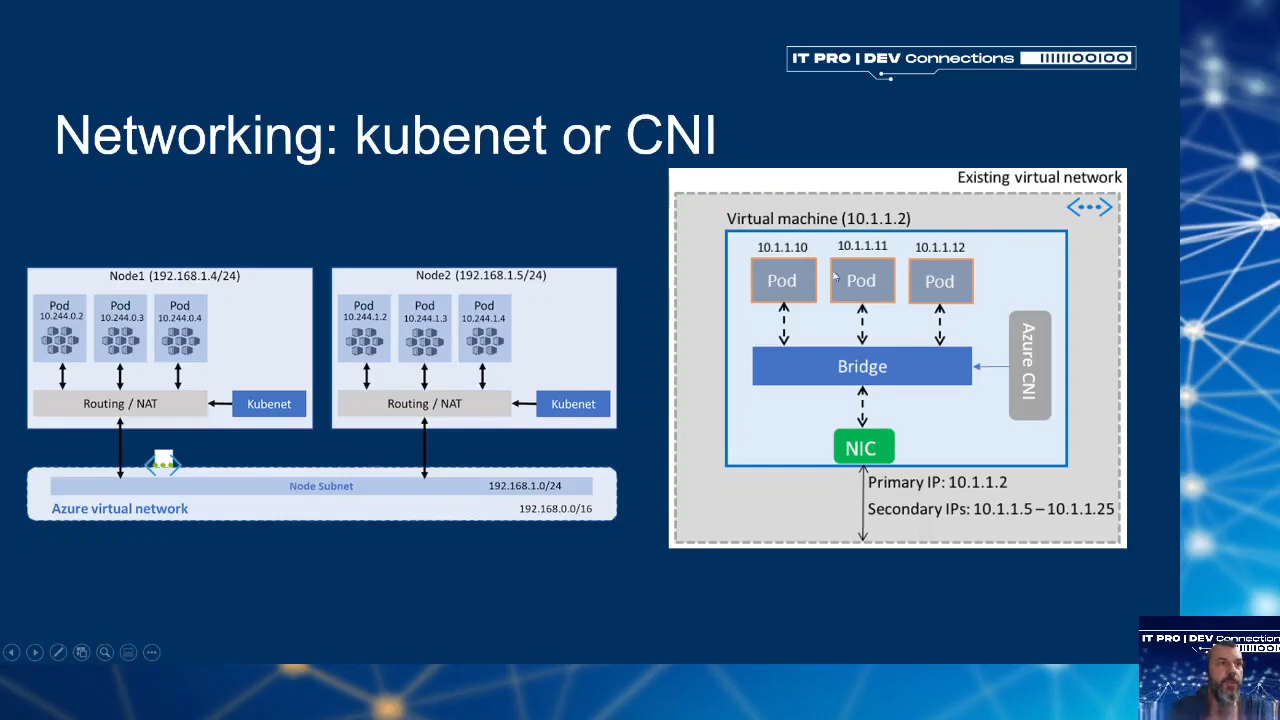 IT PRO | DEV Connections IIIIIIOOIOO
Networking: kubenet or CNI
Node1 (192.168.1.4/24)
Pod
10.244.0.2
Pod
10.244.0.3
Pod
10.244.0.4
Routing / NAT
Kubenet
Node2 (192.168.1.5/24)
Pod
10.244.1.2
Pod
10.244.1.3
Pod
10.244.1.4
Routing / NAT
Kubenet
Node Subnet
192.168.1.0/24
Azure virtual network
192.168.0.0/16
Existing virtual network
Virtual machine (10.1.1.2)
10.1.1.10
10.1.1.11
10.1.1.12
Pod
Pod
Pod
Bridge
Azure CNI
NIC
Primary IP: 10.1.1.2
Secondary IPs: 10.1.1.5 – 10.1.1.25
IT PRO | DEV Connection